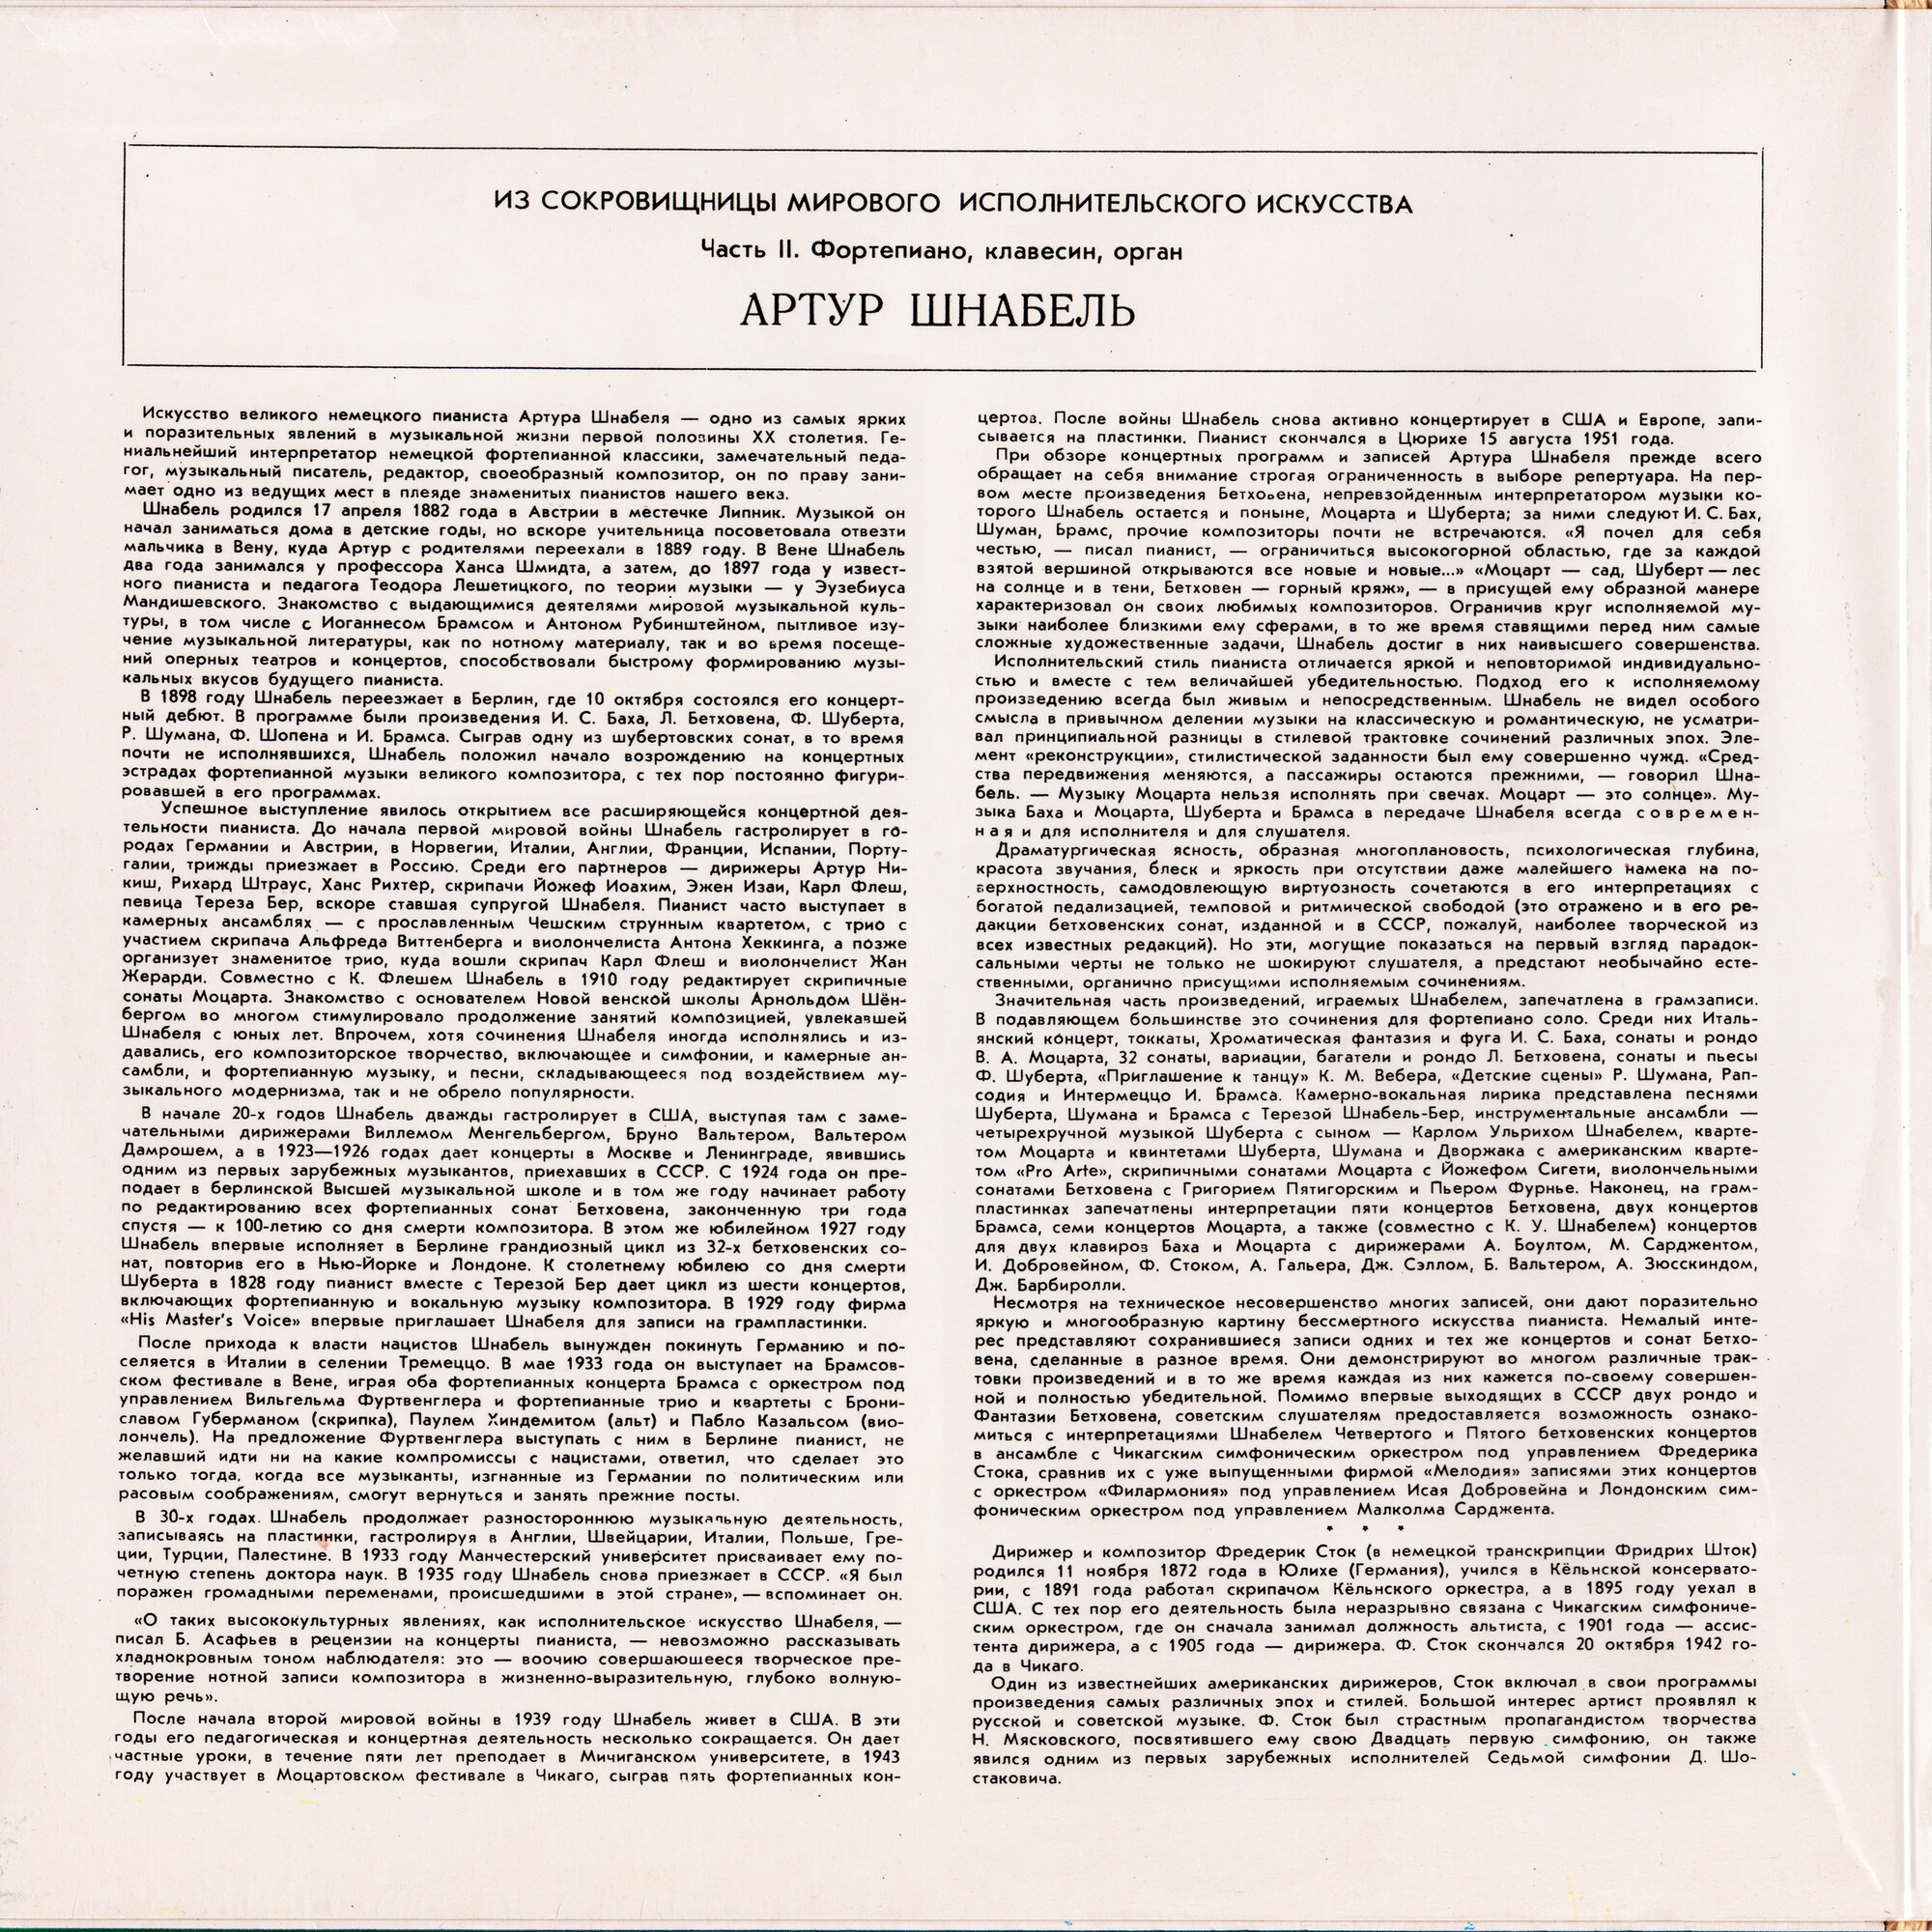 ИЗ СОКРОВИЩНИЦЫ МИРОВОГО ИСПОЛНИТЕЛЬСКОГО ИСКУССТВА
Часть II. Фортепиано, клавесин, орган
АРТУР ШНАБЕЛЬ
Искусство великого немецкого пианиста Артура Шнабеля — одно из самых ярких
и поразительных явлений в музыкальной жизни первой половины XX столетия. Ге-
ниальнейший интерпретатор немецкой фортепианной классики, замечательный педа-
гог, музыкальный писатель, редактор, своеобразный композитор, он по праву зани-
мает одно из ведущих мест в плеяде знаменитых пианистов нашего века.
Шнабель родился 17 апреля 1882 года в Австрии в местечке Липник. Музыкой он
начал заниматься дома в детские годы, но вскоре учительница посоветовала отвезти
мальчика в Вену, куда Артур с родителями переехали в 1889 году. В Вене Шнабель
два года занимался у профессора Ханса Шмидта, а затем, до 1897 года у извест-
ного пианиста и педагога Теодора Лешетицкого, по теории музыки — у Эузебиуса
Мандишевского. Знакомство с выдающимися деятелями мировой музыкальной куль-
туры, в том числе с Иоганнесом Брамсом и Антоном Рубинштейном, пытливое изу-
чение музыкальной литературы, как по нотному материалу, так и во время посеще-
ний оперных театров и концертов, способствовали быстрому формированию музы-
кальных вкусов будущего пианиста.
В 1898 году Шнабель переезжает в Берлин, где 10 октября состоялся его концерт-
ный дебют. В программе были произведения И. С. Баха, Л. Бетховена, Ф. Шуберта,
Р. Шумана, Ф. Шопена и И. Брамса. Сыграв одну из шубертовских сонат, в то время
почти не исполнявшихся, Шнабель положил начало возрождению на концертных
эстрадах фортепианной музыки великого композитора, с тех пор постоянно фигури-
ровавшей в его программах.
Успешное выступление явилось открытием все расширяющейся концертной дея-
тельности пианиста. До начала первой мировой войны Шнабель гастролирует в го-
родах Германии и Австрии, в Норвегии, Италии, Англии, Франции, Испании, Порту-
галии, трижды приезжает в Россию. Среди его партнеров — дирижеры Артур Ни-
киш, Рихард Штраус, Ханс Рихтер, скрипачи Йожеф Иоахим, Эжен Изаи, Карл Флеш,
певица Тереза Бер, вскоре ставшая супругой Шнабеля. Пианист часто выступает в
камерных ансамблях — с прославленным Чешским струнным квартетом, с трио с
участием скрипача Альфреда Виттенберга и виолончелиста Антона Хеккинга, а позже
организует знаменитое трио, куда вошли скрипач Карл Флеш и виолончелист Жан
Жерарди. Совместно с К. Флешем Шнабель в 1910 году редактирует скрипичные
сонаты Моцарта. Знакомство с основателем Новой венской школы Арнольдом Шён-
бергом во многом стимулировало продолжение занятий композицией, увлекавшей
Шнабеля с юных лет. Впрочем, хотя сочинения Шнабеля иногда исполнялись и из-
давались, его композиторское творчество, включающее и симфонии, и камерные ан-
самбли, и фортепианную музыку, и песни, складывающееся под воздействием му-
зыкального модернизма, так и не обрело популярности.
В начале 20-х годов Шнабель дважды гастролирует в США, выступая там с заме-
чательными дирижерами Виллемом Менгельбергом, Бруно Вальтером, Вальтером
Дамрошем, а в 1923—1926 годах дает концерты в Москве и Ленинграде, явившись
одним из первых зарубежных музыкантов, приехавших в СССР. С 1924 года он пре-
подает в берлинской Высшей музыкальной школе и в том же году начинает работу
по редактированию всех фортепианных сонат Бетховена, законченную три года
спустя — к 100-летию со дня смерти композитора. В этом же юбилейном 1927 году
Шнабель впервые исполняет в Берлине грандиозный цикл из 32-х бетховенских со-
нат, повторив его в Нью-Йорке и Лондоне. К столетнему юбилею со дня смерти
Шуберта в 1828 году пианист вместе с Терезой Бер дает цикл из шести концертов,
включающих фортепианную и вокальную музыку композитора. В 1929 году фирма
«His Master's Voice» впервые приглашает Шнабеля для записи на грампластинки.
После прихода к власти нацистов Шнабель вынужден покинуть Германию и по-
селяется в Италии в селении Тремеццо. В мае 1933 года он выступает на Брамсов-
ском фестивале в Вене, играя оба фортепианных концерта Брамса с оркестром под
управлением Вильгельма Фуртвенглера и фортепианные трио и квартеты с Брони-
славом Губерманом (скрипка), Паулем Хиндемитом (альт) и Пабло Казальсом (вио-
лончель). На предложение Фуртвенглера выступать с ним в Берлине пианист, не
желавший идти ни на какие компромиссы с нацистами, ответил, что сделает это
только тогда, когда все музыканты, изгнанные из Германии по политическим или
расовым соображениям, смогут вернуться и занять прежние посты.
В 30-х годах. Шнабель продолжает разностороннюю музыкальную деятельность,
записываясь на пластинки, гастролируя в Англии, Швейцарии, Италии, Польше, Гре-
ции, Турции, Палестине. В 1933 году Манчестерский университет присваивает ему по-
четную степень доктора наук. В 1935 году Шнабель снова приезжает в СССР. «Я был
поражен громадными переменами, происшедшими в этой стране», — вспоминает он.
«О таких высококультурных явлениях, как исполнительское искусство Шнабеля, —
писал Б. Асафьев в рецензии на концерты пианиста, — невозможно рассказывать
хладнокровным тоном наблюдателя: это — воочию совершающееся творческое пре-
творение нотной записи композитора в жизненно-выразительную, глубоко волную-
щую речь».
После начала второй мировой войны в 1939 году Шнабель живет в США. В эти
годы его педагогическая и концертная деятельность несколько сокращается. Он дает
частные уроки, в течение пяти лет преподает в Мичиганском университете, в 1943
году участвует в Моцартовском фестивале в Чикаго, сыграв пять фортепианных кон-
цертов. После войны Шнабель снова активно концертирует в США и Европе, запи-
сывается на пластинки. Пианист скончался в Цюрихе 15 августа 1951 года.
При обзоре концертных программ и записей Артура Шнабеля прежде всего
обращает на себя внимание строгая ограниченность в выборе репертуара. На пер-
вом месте произведения Бетховена, непревзойденным интерпретатором музыки ко-
торого Шнабель остается и поныне, Моцарта и Шуберта; за ними следуют И. С. Бах,
Шуман, Брамс, прочие композиторы почти не встречаются. «Я почел для себя
честью, — писал пианист, — ограничиться высокогорной областью, где за каждой
взятой вершиной открываются все новые и новые...» «Моцарт — сад, Шуберт — лес
на солнце и в тени, Бетховен — горный кряж», — в присущей ему образной манере
характеризовал он своих любимых композиторов. Ограничив круг исполняемой му-
зыки наиболее близкими ему сферами, в то же время ставящими перед ним самые
сложные художественные задачи, Шнабель достиг в них наивысшего совершенства.
Исполнительский стиль пианиста отличается яркой и неповторимой индивидуально-
стью и вместе с тем величайшей убедительностью. Подход его к исполняемому
произведению всегда был живым и непосредственным. Шнабель не видел особого
смысла в привычном делении музыки на классическую и романтическую, не усматри-
вал принципиальной разницы в стилевой трактовке сочинений различных эпох. Эле-
мент «реконструкции», стилистической заданности был ему совершенно чужд. «Сред-
ства передвижения меняются, а пассажиры остаются прежними, — говорил Шна-
бель. — Музыку Моцарта нельзя исполнять при свечах. Моцарт — это солнце». Му-
зыка Баха и Моцарта, Шуберта и Брамса в передаче Шнабеля всегда современ-
ная и для исполнителя и для слушателя.
Драматургическая ясность, образная многоплановость, психологическая глубина,
красота звучания, блеск и яркость при отсутствии даже малейшего намека на по-
верхностность, самодовлеющую виртуозность сочетаются в его интерпретациях с
богатой педализацией, темповой и ритмической свободой (это отражено и в его ре-
дакции бетховенских сонат, изданной и в СССР, пожалуй, наиболее творческой из
всех известных редакций). Но эти, могущие показаться на первый взгляд парадок-
сальными черты не только не шокируют слушателя, а предстают необычайно есте-
ственными, органично присущими исполняемым сочинениям.
Значительная часть произведений, играемых Шнабелем, запечатлена в грамзаписи.
В подавляющем большинстве это сочинения для фортепиано соло. Среди них Италь-
янский концерт, токкаты, Хроматическая фантазия и фуга И. С. Баха, сонаты и рондо
В. А. Моцарта, 32 сонаты, вариации, багатели и рондо Л. Бетховена, сонаты и пьесы
Ф. Шуберта, «Приглашение к танцу» К. М. Вебера, «Детские сцены» Р. Шумана, Рап-
содия и Интермеццо И. Брамса. Камерно-вокальная лирика представлена песнями
Шуберта, Шумана и Брамса с Терезой Шнабель-Бер, инструментальные ансамбли —
четырехручной музыкой Шуберта с сыном — Карлом Ульрихом Шнабелем, кварте-
том Моцарта и квинтетами Шуберта, Шумана и Дворжака с американским кварте-
том «Pro Arte», скрипичными сонатами Моцарта с Йожефом Сигети, виолончельными
сонатами Бетховена с Григорием Пятигорским и Пьером Фурнье. Наконец, на грам-
пластинках запечатлены интерпретации пяти концертов Бетховена, двух концертов
Брамса, семи концертов Моцарта, а также (совместно с К. У. Шнабелем) концертов
для двух клавиров Баха и Моцарта с дирижерами А. Боултом, М. Сарджентом,
И. Добровейном, Ф. Стоком, А. Гальера, Дж. Сэллом, Б. Вальтером, А. Зюсскиндом,
Дж. Барбиролли.
Несмотря на техническое несовершенство многих записей, они дают поразительно
яркую и многообразную картину бессмертного искусства пианиста. Немалый инте-
рес представляют сохранившиеся записи одних и тех же концертов и сонат Бетхо-
вена, сделанные в разное время. Они демонстрируют во многом различные трак-
товки произведений и в то же время каждая из них кажется по-своему совершен-
ной и полностью убедительной. Помимо впервые выходящих в СССР двух рондо и
Фантазии Бетховена, советским слушателям предоставляется возможность ознако-
миться с интерпретациями Шнабелем Четвертого и Пятого бетховенских концертов
в ансамбле с Чикагским симфоническим оркестром под управлением Фредерика
Стока, сравнив их с уже выпущенными фирмой «Мелодия» записями этих концертов
с оркестром «Филармония» под управлением Исая Добровейна и Лондонским сим-
фоническим оркестром под управлением Малколма Сарджента.
* * *
Дирижер и композитор Фредерик Сток (в немецкой транскрипции Фридрих Шток)
родился 11 ноября 1872 года в Юлихе (Германия), учился в Кёльнской консервато-
рии, с 1891 года работал скрипачом Кёльнского оркестра, а в 1895 году уехал в
США. С тех пор его деятельность была неразрывно связана с Чикагским симфониче-
ским оркестром, где он сначала занимал должность альтиста, с 1901 года — ассис-
тента дирижера, а с 1905 года — дирижера. Ф. Сток скончался 20 октября 1942 го-
да в Чикаго.
Один из известнейших американских дирижеров, Сток включал в свои программы
произведения самых различных эпох и стилей. Большой интерес артист проявлял к
русской и советской музыке. Ф. Сток был страстным пропагандистом творчества
Н. Мясковского, посвятившего ему свою Двадцать первую симфонию, он также
явился одним из первых зарубежных исполнителей Седьмой симфонии Д. Шо-
стаковича.